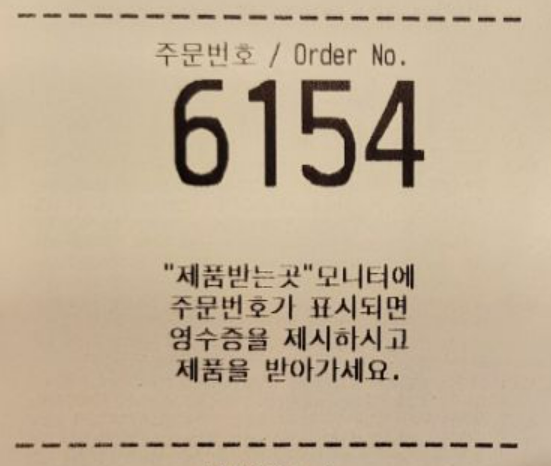 주문번호 / Order No.
6154
"제품받는곳"모니터에
주문번호가 표시되면
영수증을 제시하시고
제품을 받아가세요.